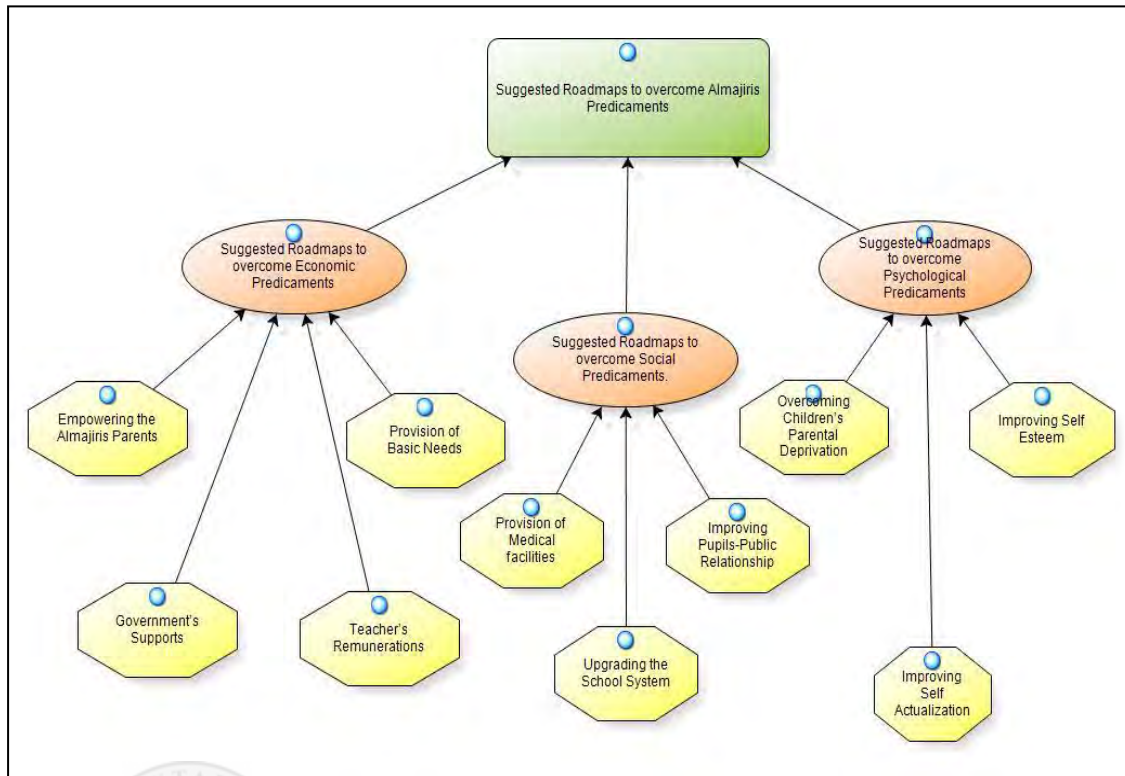 Suggested Roadmaps to overcome Almajiris
Predicaments
Suggested Roadmaps to
overcome Economic
Predicaments
Suggested Roadmaps to
overcome Social
Predicaments.
Suggested Roadmaps
to overcome
Psychological
Predicaments
Empowering the
Almajiris Parents
Government's
Supports
Teacher's
Remunerations
Provision of
Basic Needs
Provision of
Medical
facilities
Upgrading the
School System
Improving
Pupils-Public
Relationship
Overcoming
Children's
Parental
Deprivation
Improving
Self
Actualization
Improving Self
Esteem